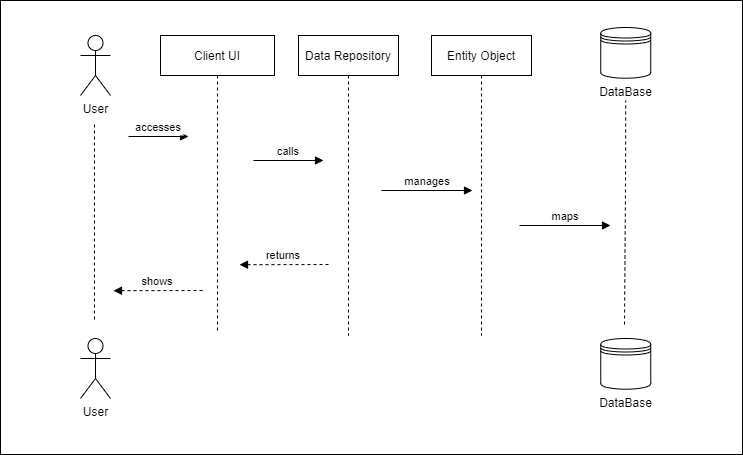 Client UI
Data Repository
Entity Object
User
DataBase
accesses
calls
manages
maps
returns
shows
User
DataBase